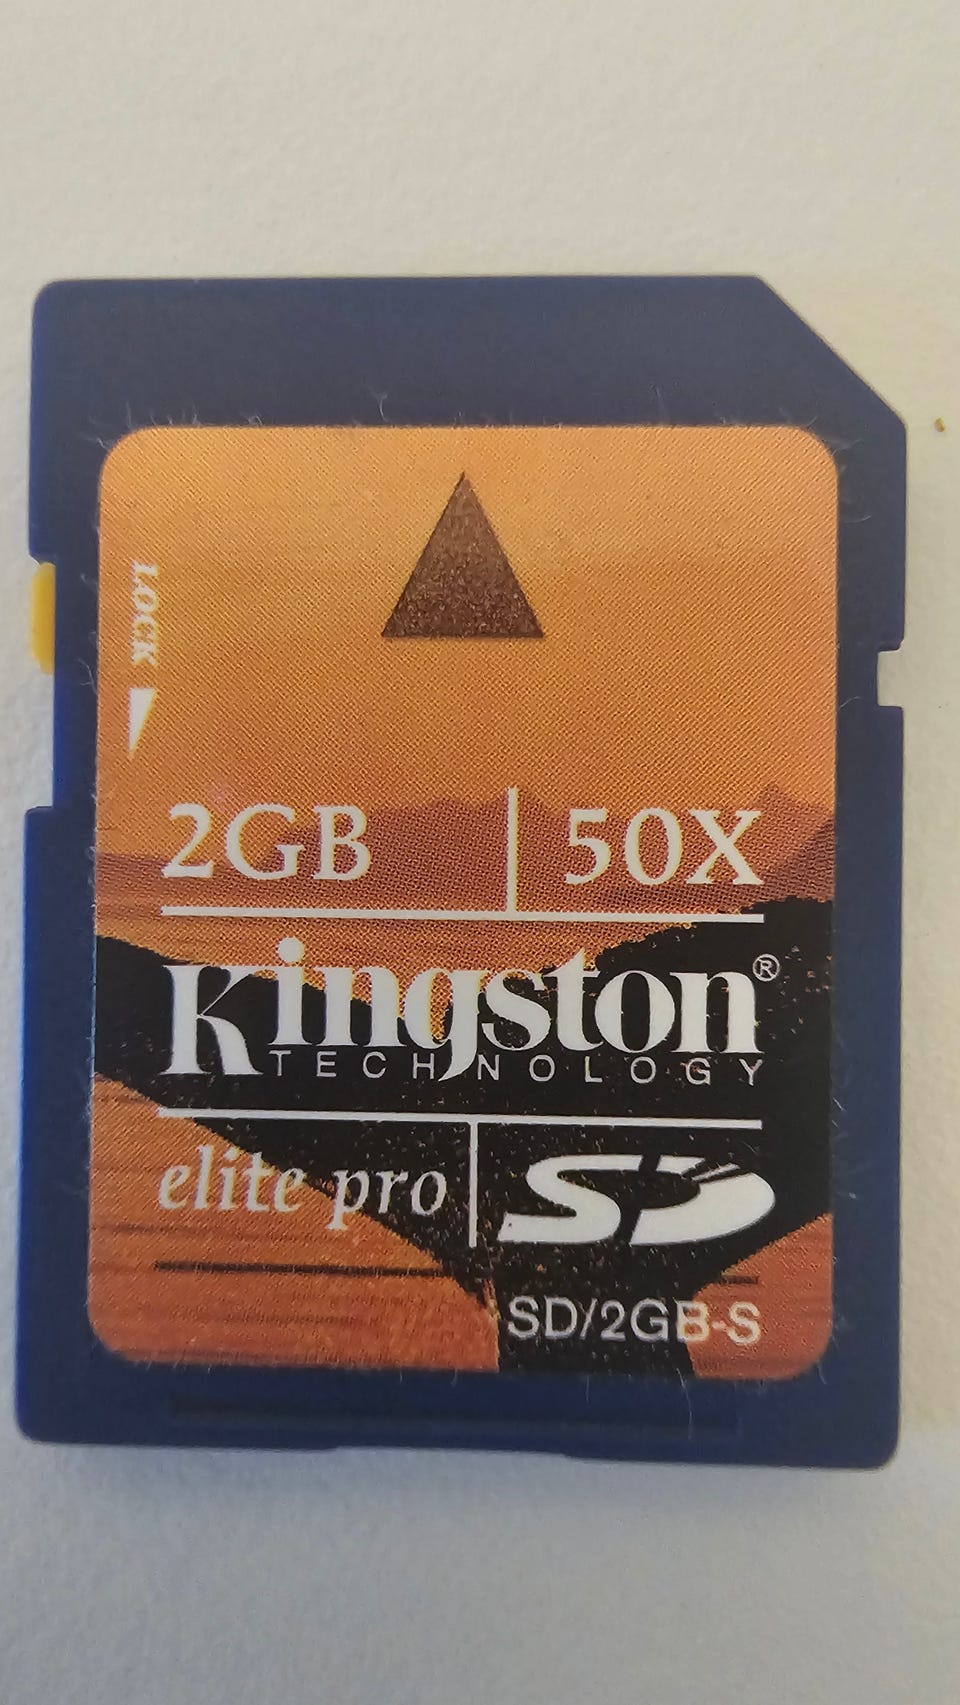 LOCK
2GB 50X
Kingston®
TECHNOLOGY
elite pro SD
SD/2GB-S